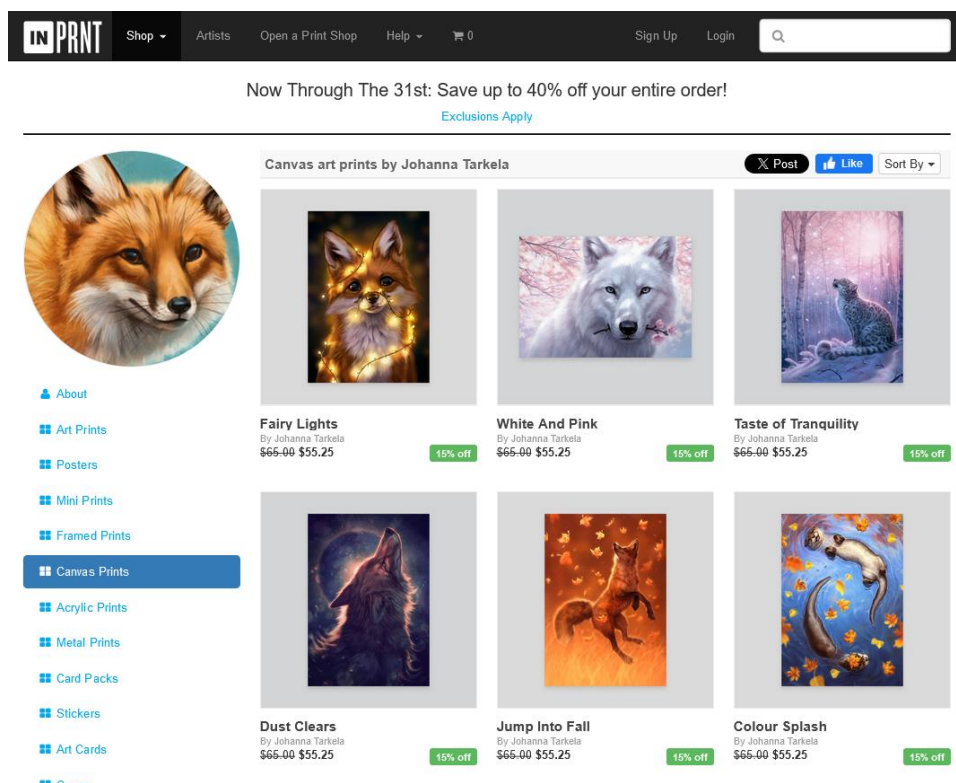 INPRNT Shop Artists Open a Print Shop Help 0 Sign Up Login
Now Through The 31st: Save up to 40% off your entire order!
Exclusions Apply
Canvas art prints by Johanna Tarkela
Post Like Sort By
About
Art Prints
Posters
Mini Prints
Framed Prints
Canvas Prints
Acrylic Prints
Metal Prints
Card Packs
Stickers
Art Cards
Fairy Lights
By Johanna Tarkela
$65.00 $55.25 15% off
White And Pink
By Johanna Tarkela
$65.00 $55.25 15% off
Taste of Tranquility
By Johanna Tarkela
$65.00 $55.25 15% off
Dust Clears
By Johanna Tarkela
$65.00 $55.25 15% off
Jump Into Fall
By Johanna Tarkela
$65.00 $55.25 15% off
Colour Splash
By Johanna Tarkela
$65.00 $55.25 15% off